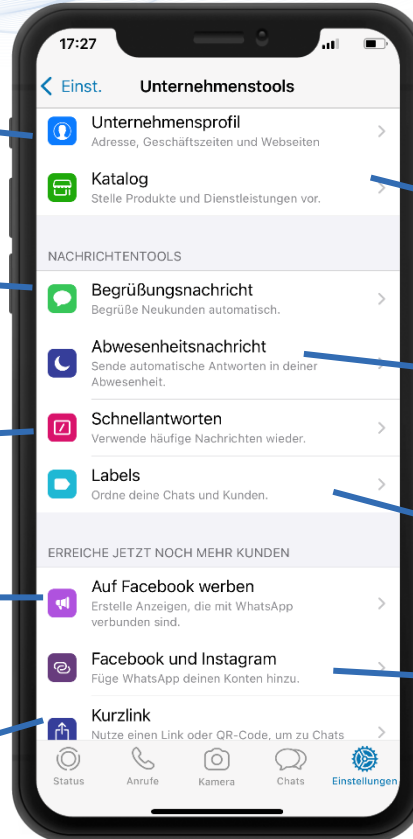 17:27
Einst.
Unternehmenstools
Unternehmensprofil
Adresse, Geschäftszeiten und Webseiten
Katalog
Stelle Produkte und Dienstleistungen vor.
NACHRICHTENTOOLS
Begrüßungsnachricht
Begrüße Neukunden automatisch.
Abwesenheitsnachricht
Sende automatische Antworten in deiner
Abwesenheit.
Schnellantworten
Verwende häufige Nachrichten wieder.
Labels
Ordne deine Chats und Kunden.
ERREICHE JETZT NOCH MEHR KUNDEN
Auf Facebook werben
Erstelle Anzeigen, die mit WhatsApp
verbunden sind.
Facebook und Instagram
Füge WhatsApp deinen Konten hinzu.
Kurzlink
Nutze einen Link oder QR-Code, um zu Chats
Status Anrufe Kamera Chats Einstellungen